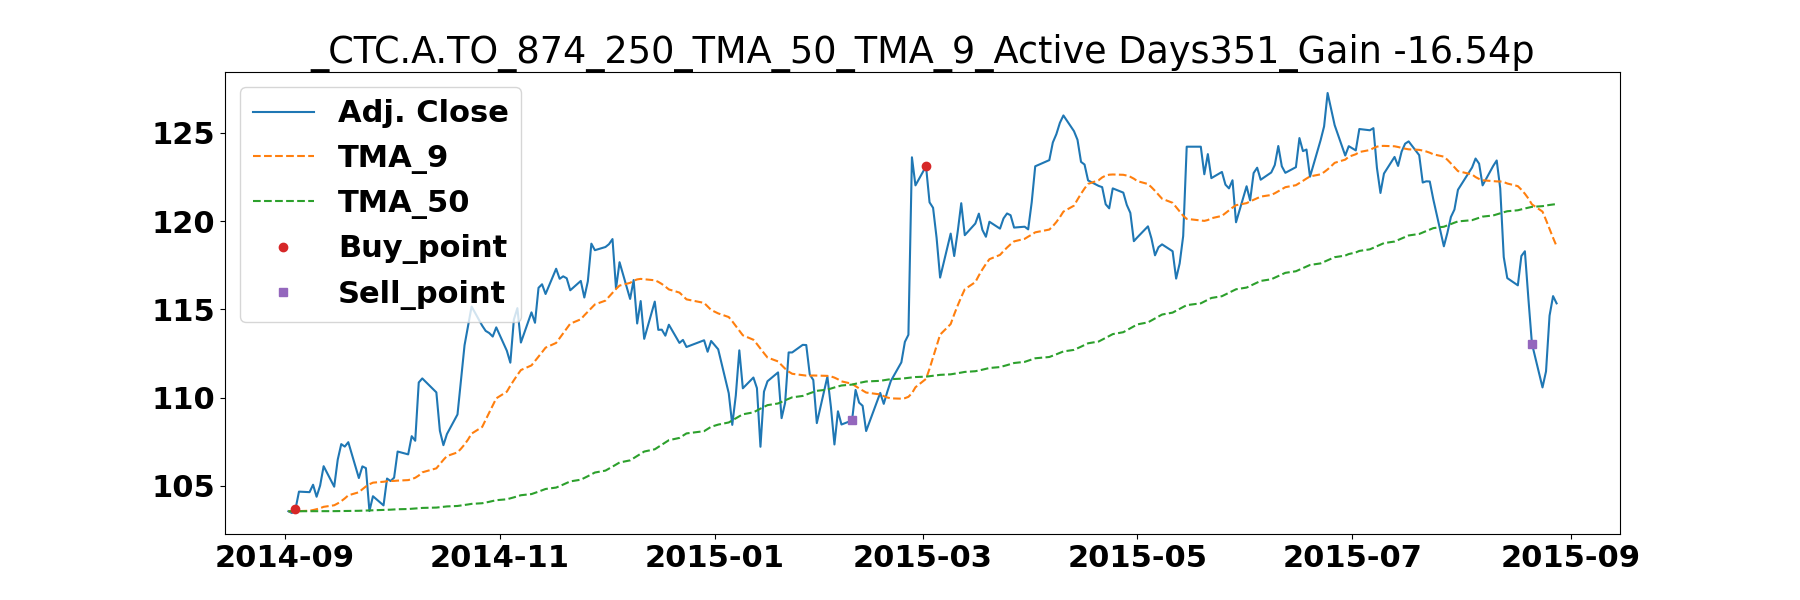 _CTC.A.TO_874_250_TMA_50_TMA_9_Active Days351_Gain -16.54p
Adj. Close
TMA_9
TMA_50
Buy_point
Sell_point
125
120
115
110
105
2014-09 2014-11 2015-01 2015-03 2015-05 2015-07 2015-09